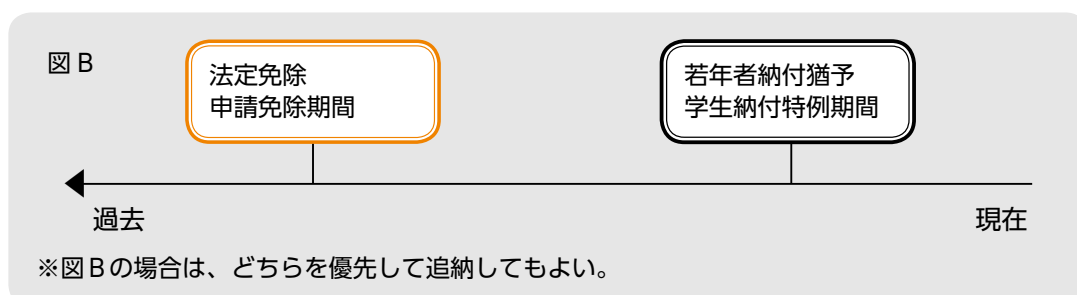 図B
法定免除
申請免除期間
若年者納付猶予
学生納付特例期間
過去
現在
※図Bの場合は、どちらを優先して追納してもよい。